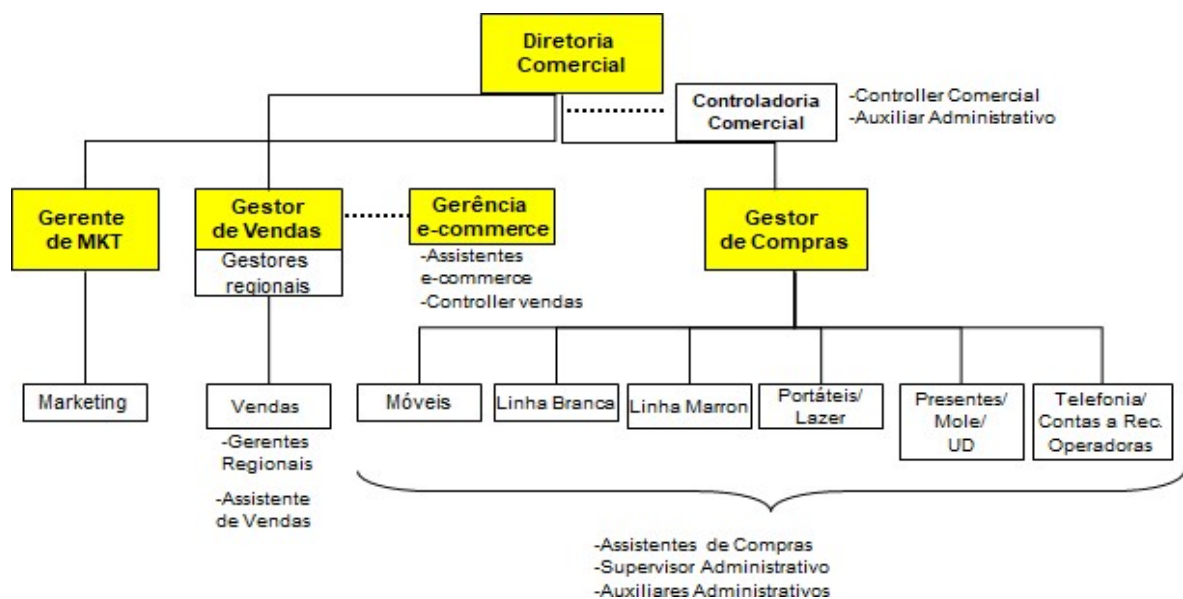 Diretoria
Comercial
Controladoria
Comercial
-Controller Comercial
-Auxiliar Administrativo
Gerente
de MKT
Gestor
de Vendas
Gestores
regionais
Gerência
e-commerce
-Assistentes
e-commerce
-Controller vendas
Gestor
de Compras
Marketing
Vendas
-Gerentes
Regionais
-Assistente
de Vendas
Móveis
Linha Branca
Linha Marron
Portáteis/
Lazer
Presentes/
Mole/
UD
Telefonia/
Contas a Rec.
Operadoras
-Assistentes de Compras
-Supervisor Administrativo
-Auxiliares Administrativos